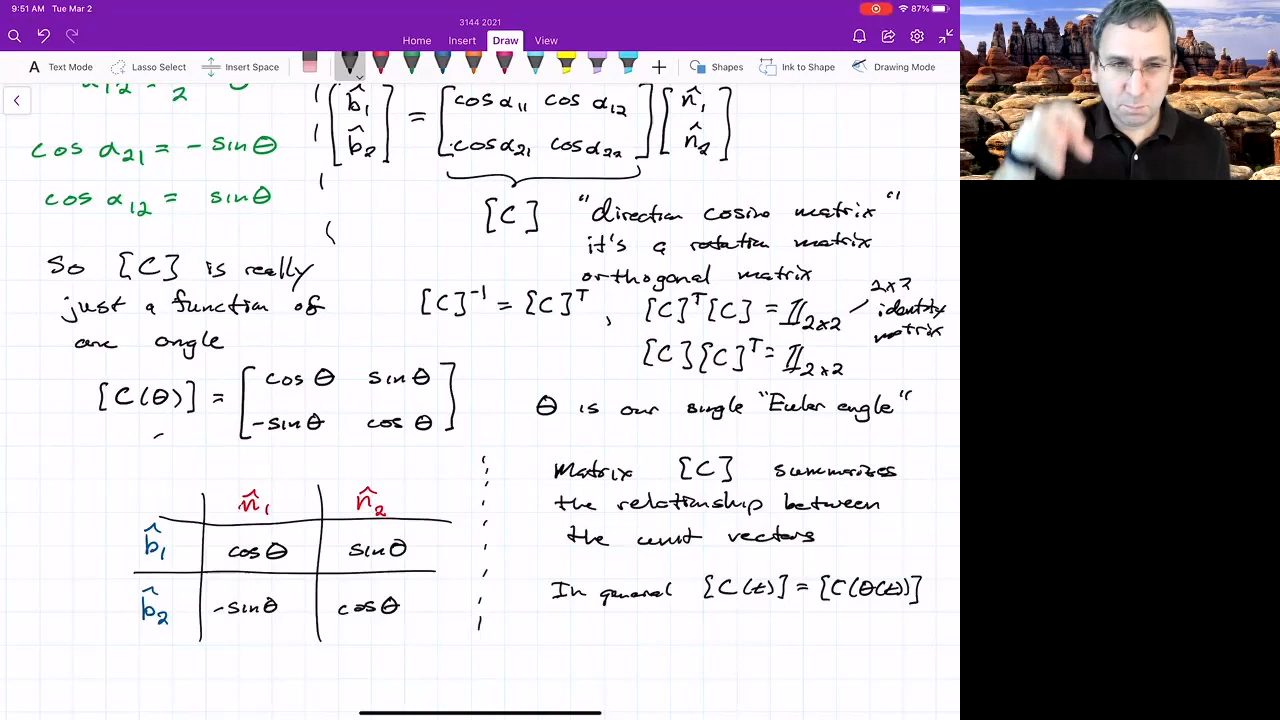 9:51 AM Tue Mar 2
87%
3144 2021
Home Insert Draw View
Text Mode Lasso Select Insert Space Shapes Ink to Shape Drawing Mode
cos α21 = - sin θ
cos α12 = sin θ
[b̂1 b̂2] = [cos α11 cos α12 cos α21 cos α22] [n̂1 n̂2]
[C] "direction cosine matrix"
it's a rotation matrix
orthogonal matrix
So [C] is really
just a function of
one angle
[C]⁻¹ = [C]ᵀ , [C]ᵀ[C] = 𝟙2x2
2x2
identity
matrix
[C][C]ᵀ = 𝟙2x2
[C(θ)] = [cos θ sin θ -sin θ cos θ]
θ is our single "Euler angle"
Matrix [C] summarizes
the relationship between
the unit vectors
In general [C(t)] = [C(θ(t))]
n̂1 n̂2
b̂1 cos θ sin θ
b̂2 -sin θ cos θ